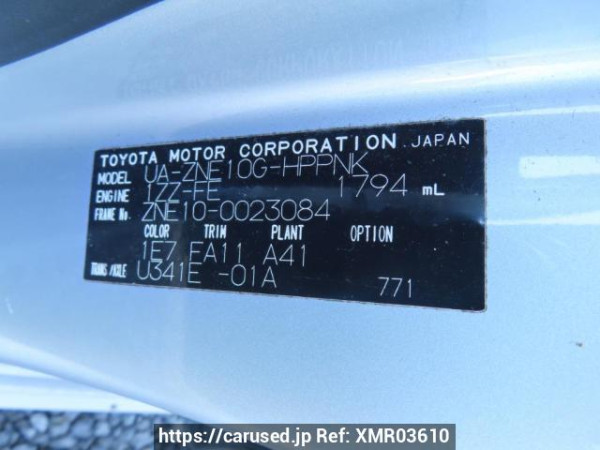 TOYOTA MOTOR CORPORATION JAPAN
MODEL UA-ZNE10G-HPPNK
ENGINE 1ZZ-FE 1794 mL
FRAME No. ZNE10-0023084
COLOR TRIM PLANT OPTION
1E7 EA11 A41
TRANS/AXLE U341E -01A 771
https://carused.jp Ref: XMR03610